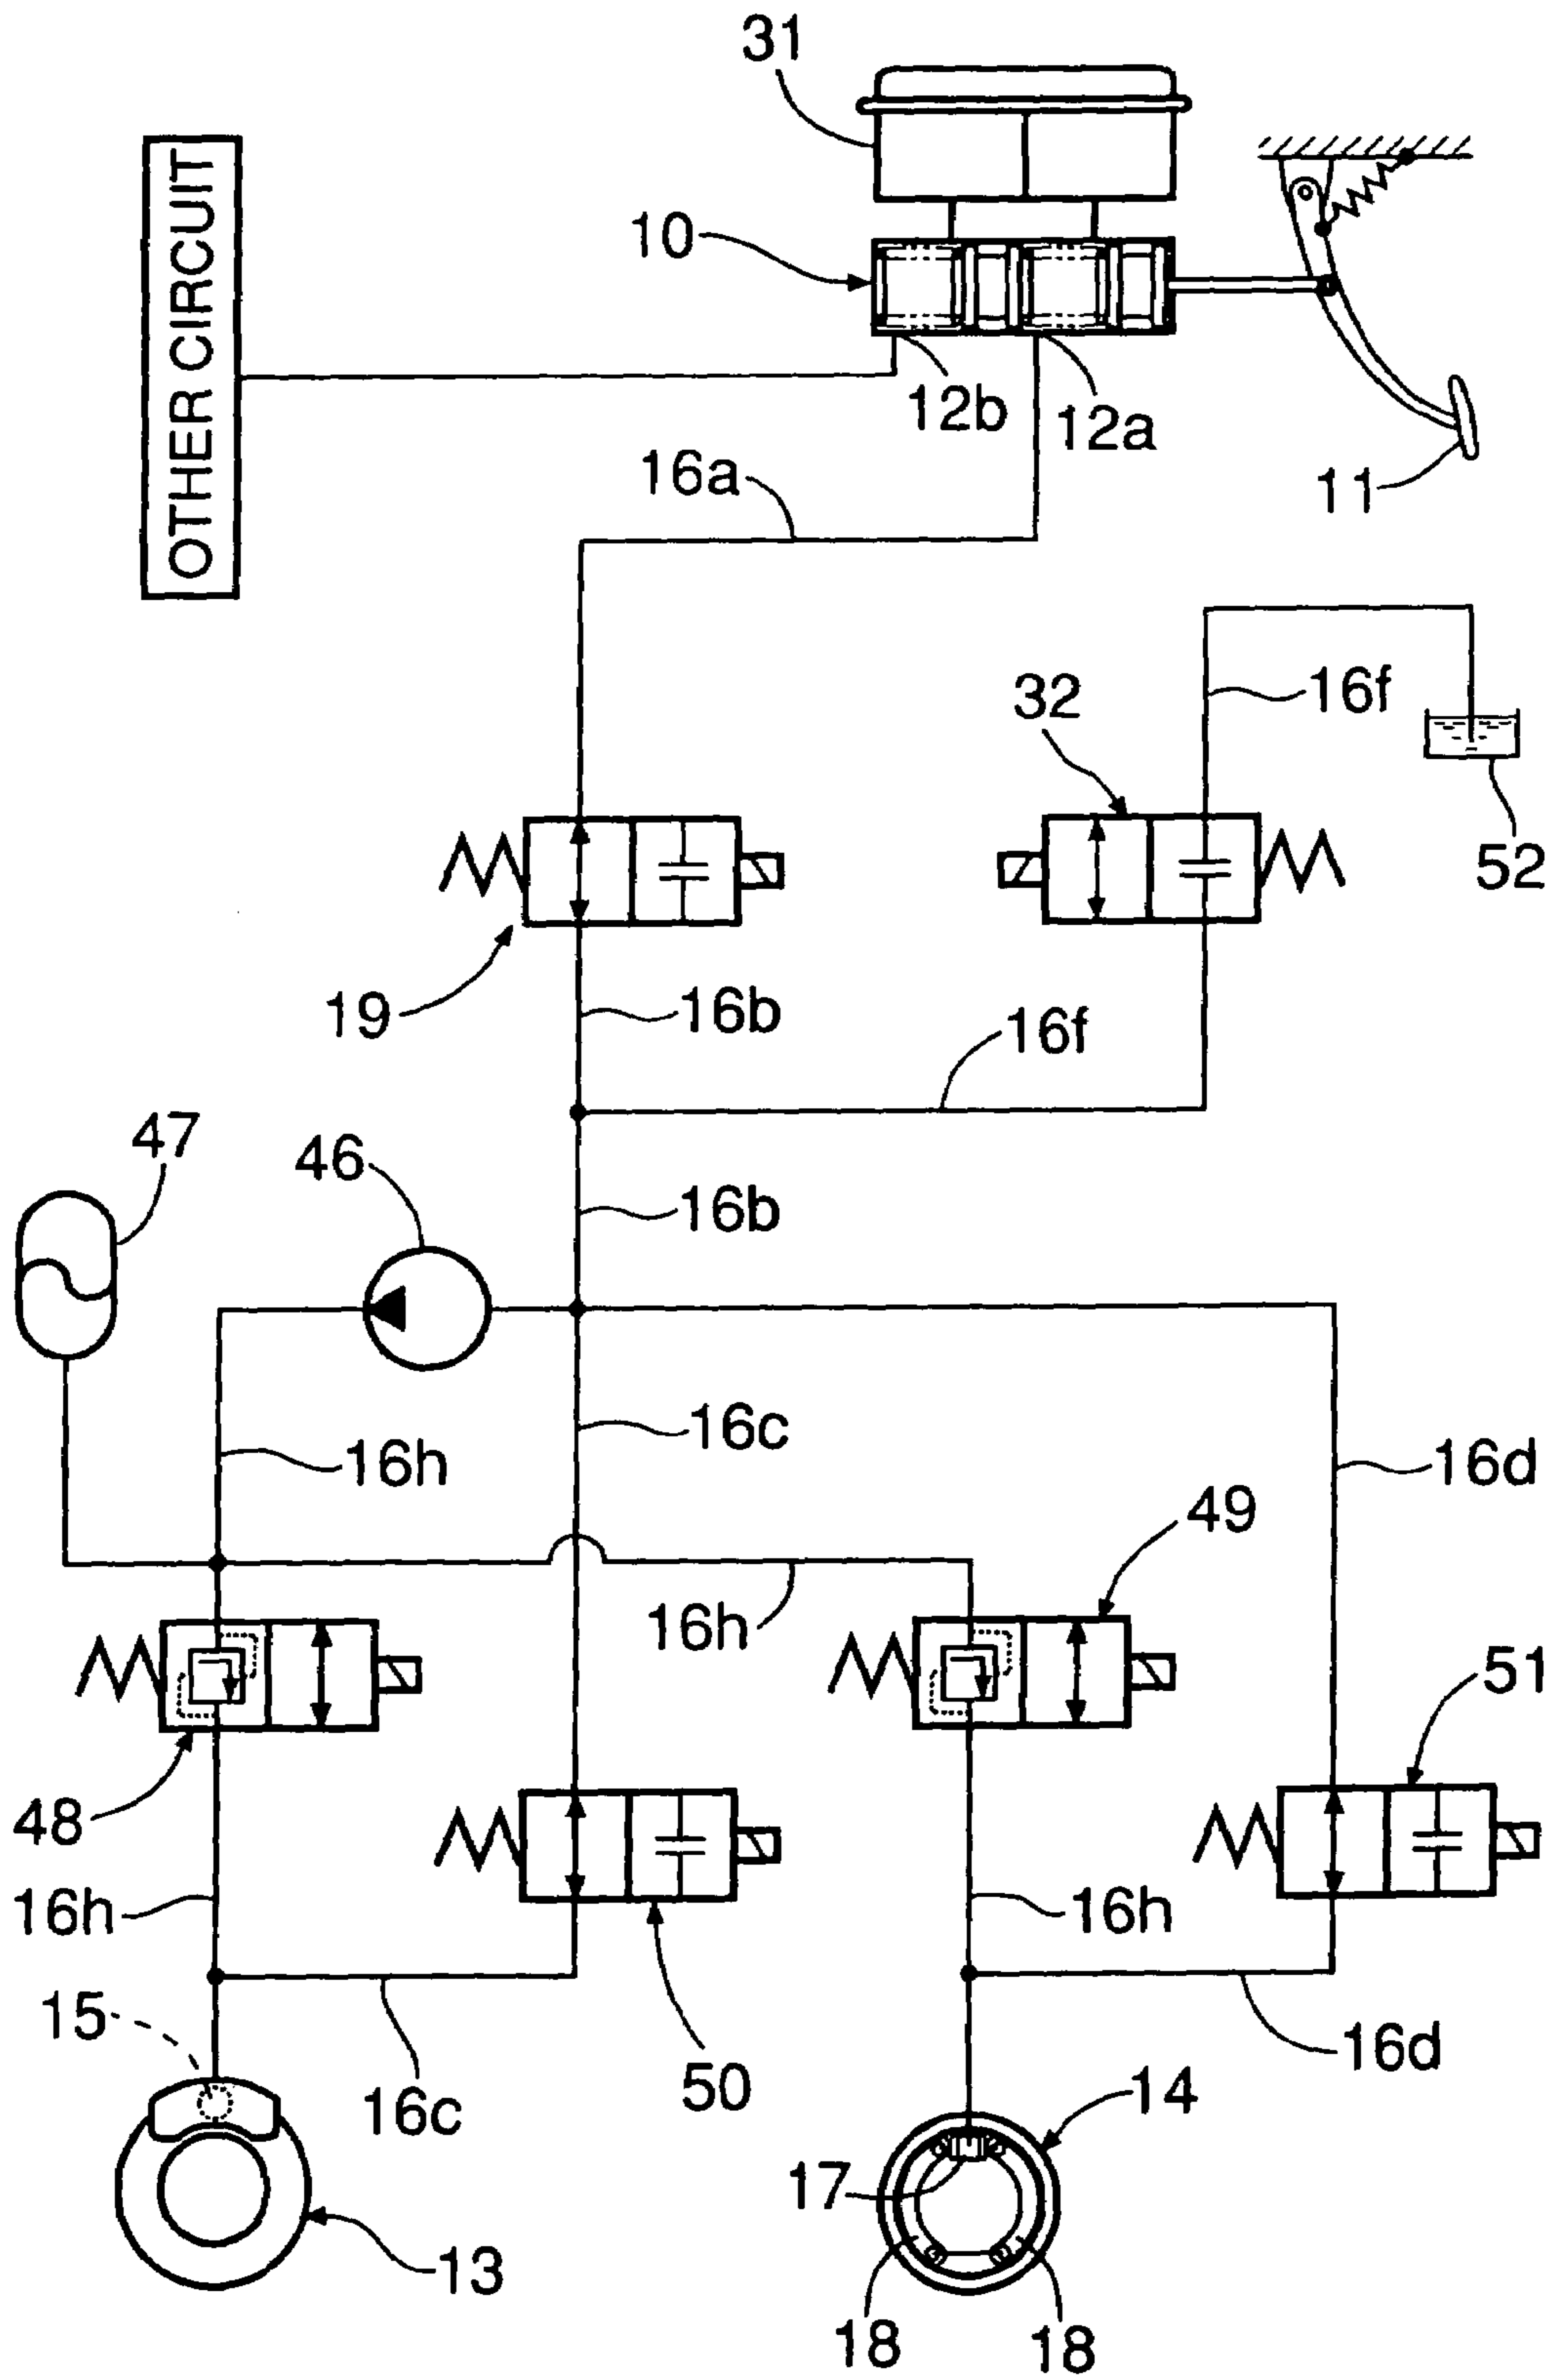 31
OTHER CIRCUIT
10
12b
12a
11
16a
16f
32
52
19
16b
16f
47
46
16b
16c
16h
16d
49
16h
51
48
16h
16h
15
50
16d
16c
14
17
13
18
18